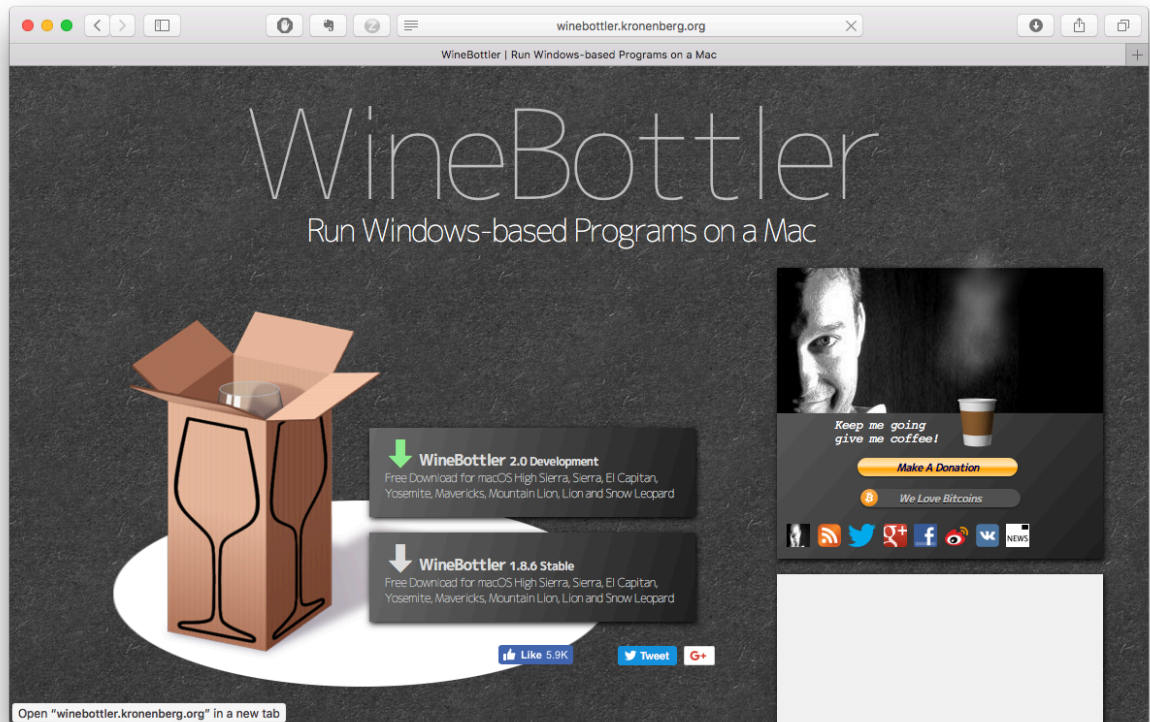 winebottler.kronenberg.org
WineBottler | Run Windows-based Programs on a Mac
WineBottler
Run Windows-based Programs on a Mac
WineBottler 2.0 Development
Free Download for macOS High Sierra, Sierra, El Capitan,
Yosemite, Mavericks, Mountain Lion, Lion and Snow Leopard
WineBottler 1.8.6 Stable
Free Download for macOS High Sierra, Sierra, El Capitan,
Yosemite, Mavericks, Mountain Lion, Lion and Snow Leopard
Like 5.9K
Tweet
G+
Keep me going
give me coffee!
Make A Donation
We Love Bitcoins
NEWS
Open “winebottler.kronenberg.org” in a new tab